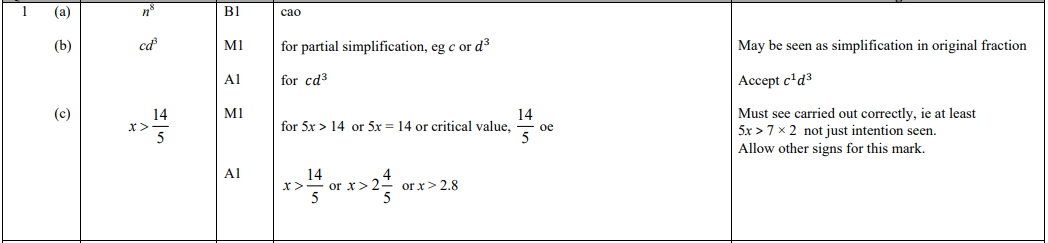 1 (a) n⁸ B1 cao
(b) cd³ M1 for partial simplification, eg c or d³ May be seen as simplification in original fraction
A1 for cd³ Accept c¹d³
(c) x > 14/5 M1 for 5x > 14 or 5x = 14 or critical value, 14/5 oe Must see carried out correctly, ie at least
5x > 7 × 2 not just intention seen.
Allow other signs for this mark.
A1 x > 14/5 or x > 2 4/5 or x > 2.8